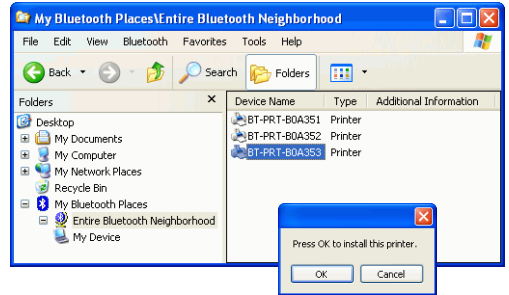 My Bluetooth Places\Entire Bluetooth Neighborhood
File Edit View Bluetooth Favorites Tools Help
Back Search Folders
Folders
Desktop
My Documents
My Computer
My Network Places
Recycle Bin
My Bluetooth Places
Entire Bluetooth Neighborhood
My Device
Device Name Type Additional Information
BT-PRT-B0A351 Printer
BT-PRT-B0A352 Printer
BT-PRT-B0A353 Printer
Press OK to install this printer.
OK Cancel